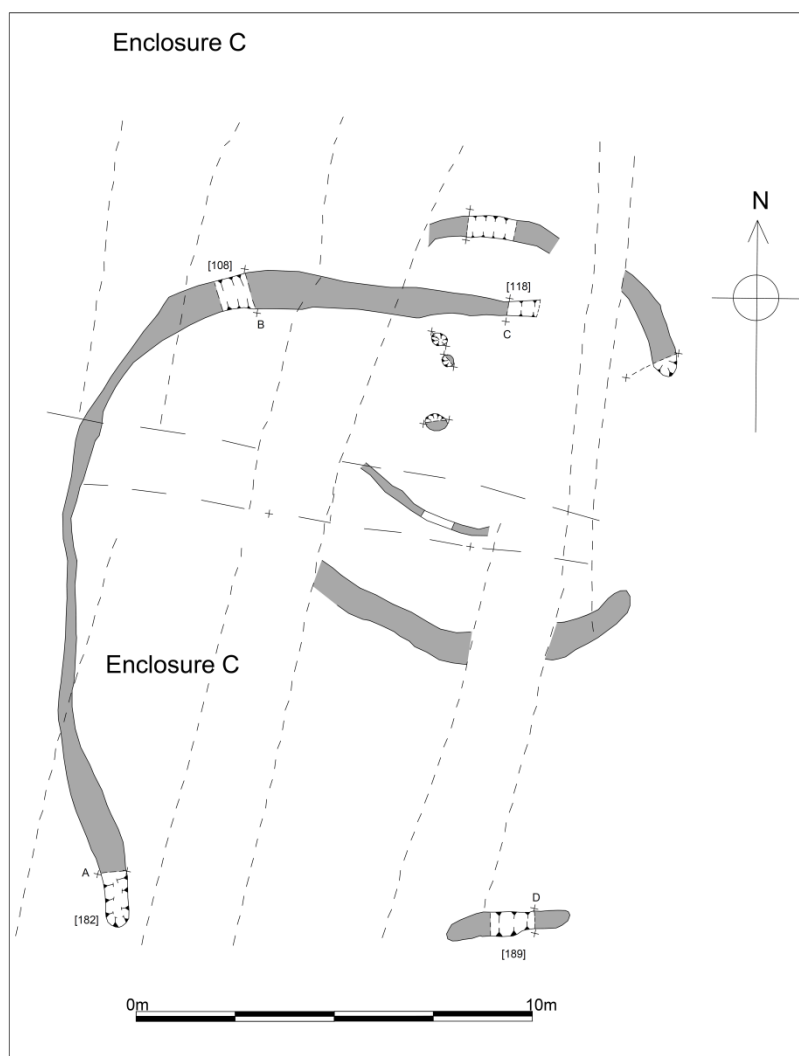 Enclosure C
N
[108]
B
[118]
C
Enclosure C
A
[182]
D
[189]
0m 10m